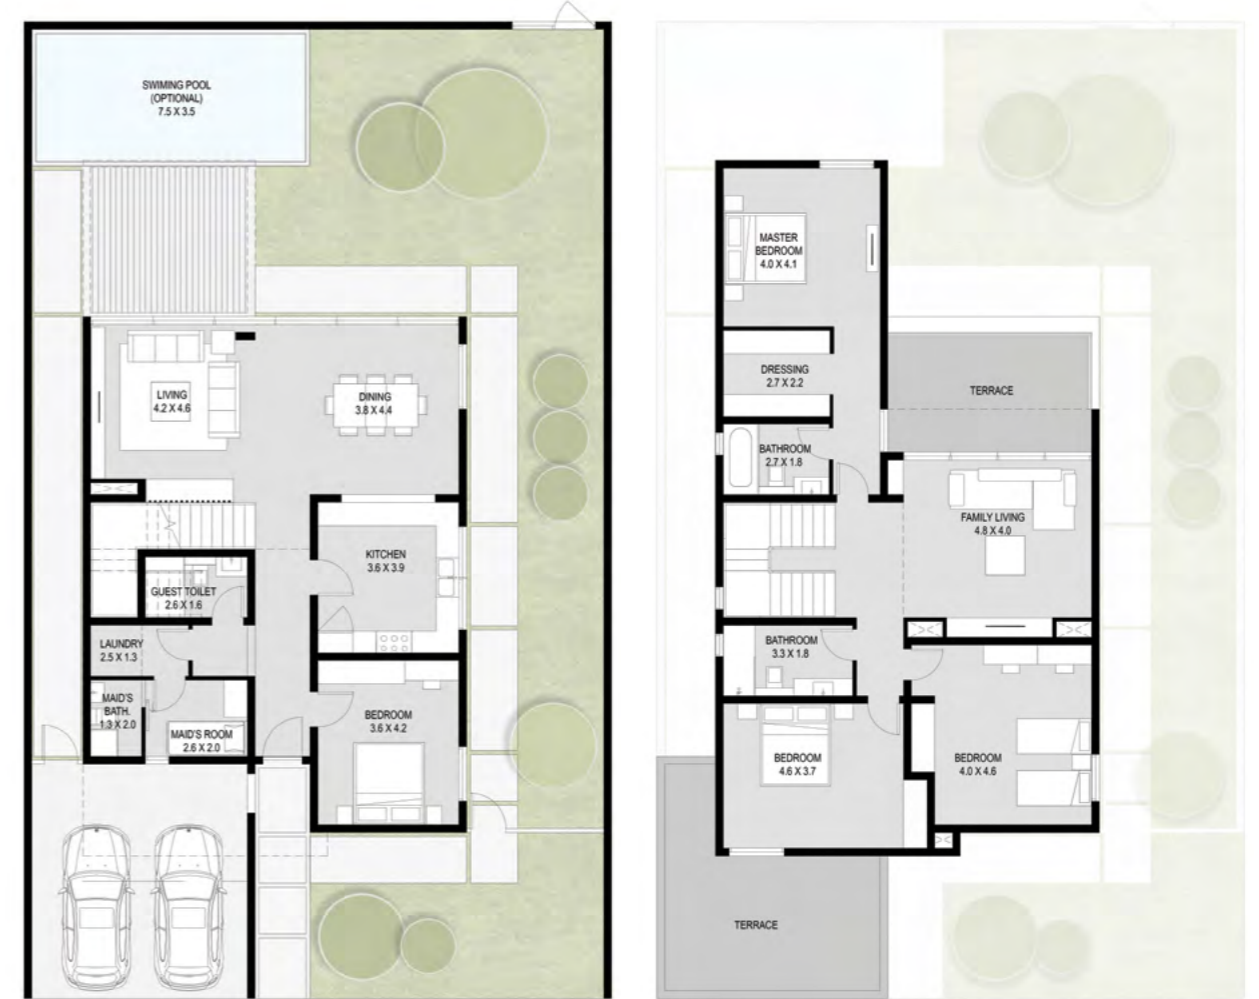 SWIMING POOL
(OPTIONAL)
7.5 X 3.5
LIVING
4.2 X 4.6
DINING
3.8 X 4.4
KITCHEN
3.6 X 3.9
GUEST TOILET
2.6 X 1.6
LAUNDRY
2.5 X 1.3
MAID'S
BATH.
1.3 X 2.0
MAID'S ROOM
2.6 X 2.0
BEDROOM
3.6 X 4.2
MASTER
BEDROOM
4.0 X 4.1
DRESSING
2.7 X 2.2
TERRACE
BATHROOM
2.7 X 1.8
FAMILY LIVING
4.8 X 4.0
BATHROOM
3.3 X 1.8
BEDROOM
4.6 X 3.7
BEDROOM
4.0 X 4.6
TERRACE